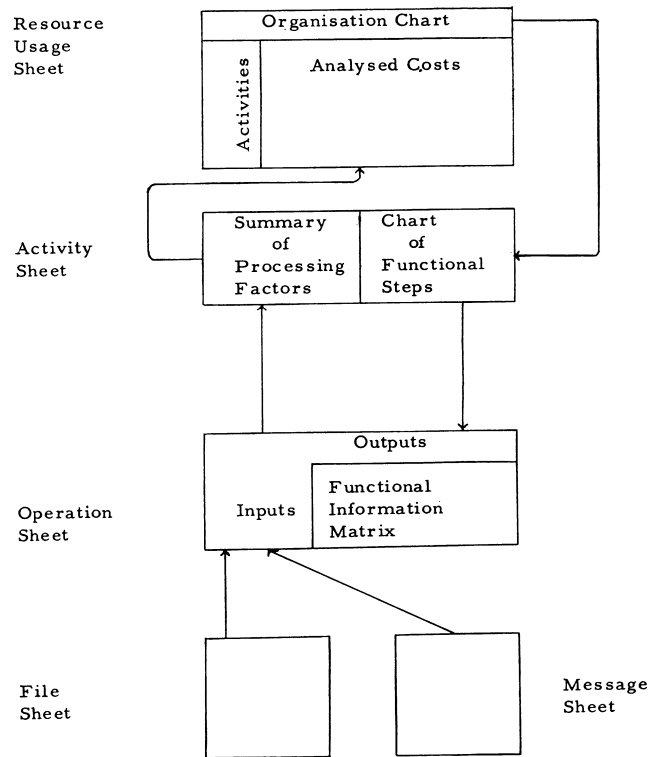 Resource
Usage
Sheet
Organisation Chart
Activities
Analysed Costs
Activity
Sheet
Summary
of
Processing
Factors
Chart
of
Functional
Steps
Operation
Sheet
Outputs
Inputs
Functional
Information
Matrix
File
Sheet
Message
Sheet